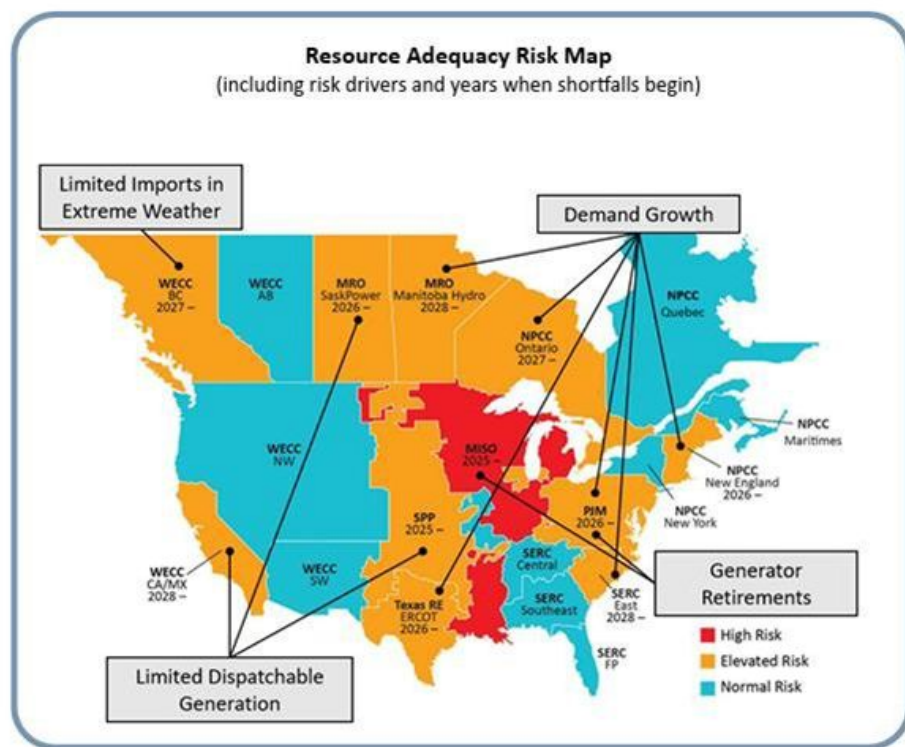 Resource Adequacy Risk Map
(including risk drivers and years when shortfalls begin)
Limited Imports in
Extreme Weather
Demand Growth
WECC
BC
2027 –
WECC
AB
MRO
SaskPower
2026 –
MRO
Manitoba Hydro
2028 –
NPCC
Ontario
2027 –
NPCC
Quebec
NPCC
Maritimes
NPCC
New England
2026 –
NPCC
New York
WECC
NW
MISO
2025 –
PJM
2026 –
SPP
2025 –
WECC
CA/MX
2028 –
WECC
SW
SERC
Central
SERC
Southeast
SERC
East
2028 –
Texas RE
ERCOT
2026 –
SERC
FP
Generator
Retirements
Limited Dispatchable
Generation
High Risk
Elevated Risk
Normal Risk